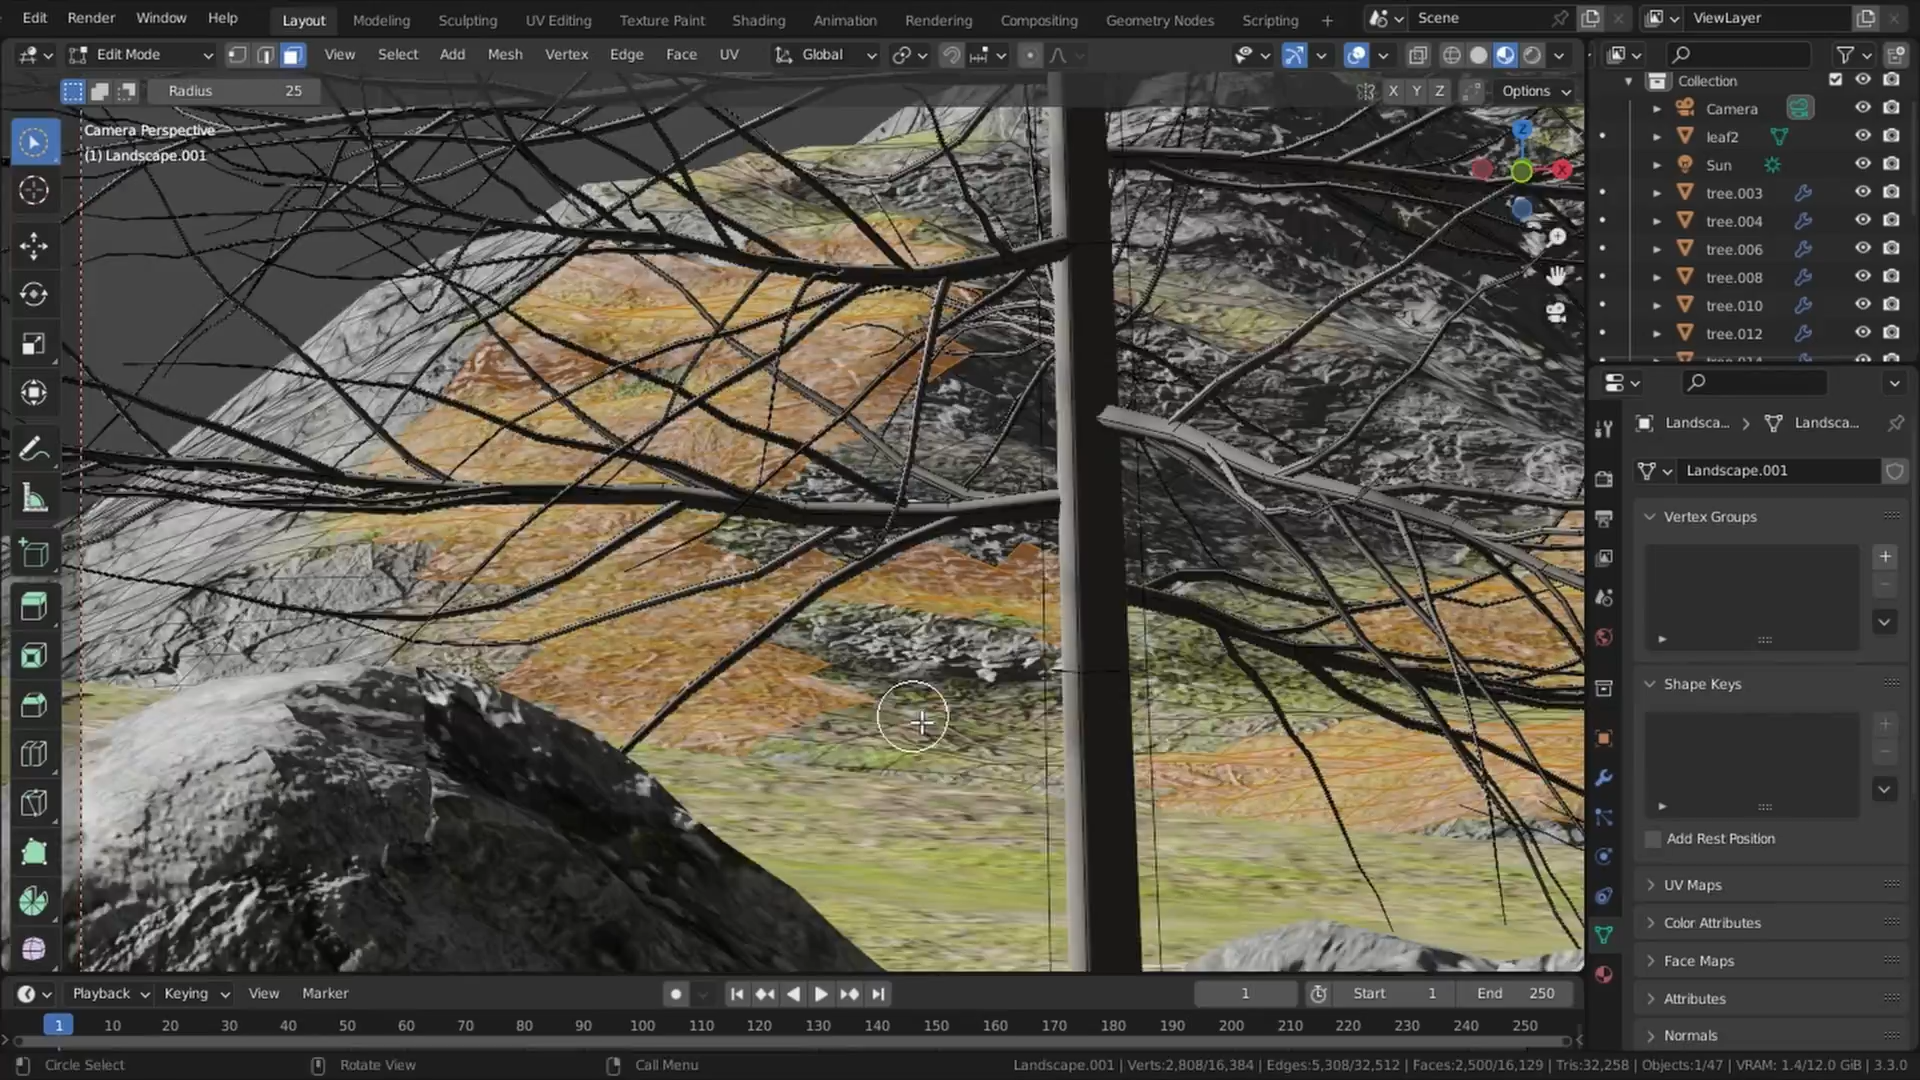 Edit Render Window Help Layout Modeling Sculpting UV Editing Texture Paint Shading Animation Rendering Compositing Geometry Nodes Scripting + Scene ViewLayer
Edit Mode View Select Add Mesh Vertex Edge Face UV Global
Radius 25 X Y Z Options
Camera Perspective
(1) Landscape.001
Z
X
Collection
Camera
leaf2
Sun
tree.003
tree.004
tree.006
tree.008
tree.010
tree.012
Landsca... Landsca...
Landscape.001
Vertex Groups
Shape Keys
Add Rest Position
UV Maps
Color Attributes
Face Maps
Attributes
Normals
Playback Keying View Marker 1 Start 1 End 250
1 10 20 30 40 50 60 70 80 90 100 110 120 130 140 150 160 170 180 190 200 210 220 230 240 250
Circle Select Rotate View Call Menu Landscape.001 | Verts:2,808/16,384 | Edges:5,308/32,512 | Faces:2,500/16,129 | Tris:32,258 | Objects:1/47 | VRAM: 1.4/12.0 GiB | 3.3.0